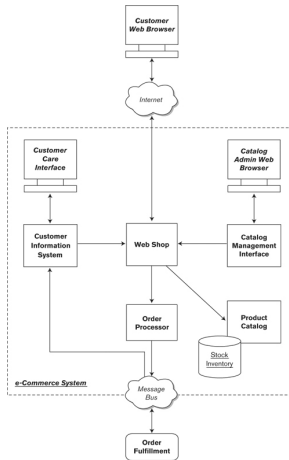 Customer
Web Browser
Internet
Customer
Care
Interface
Catalog
Admin Web
Browser
Customer
Information
System
Web Shop
Catalog
Management
Interface
Order
Processor
Product
Catalog
Stock
Inventory
e-Commerce System
Message
Bus
Order
Fulfillment